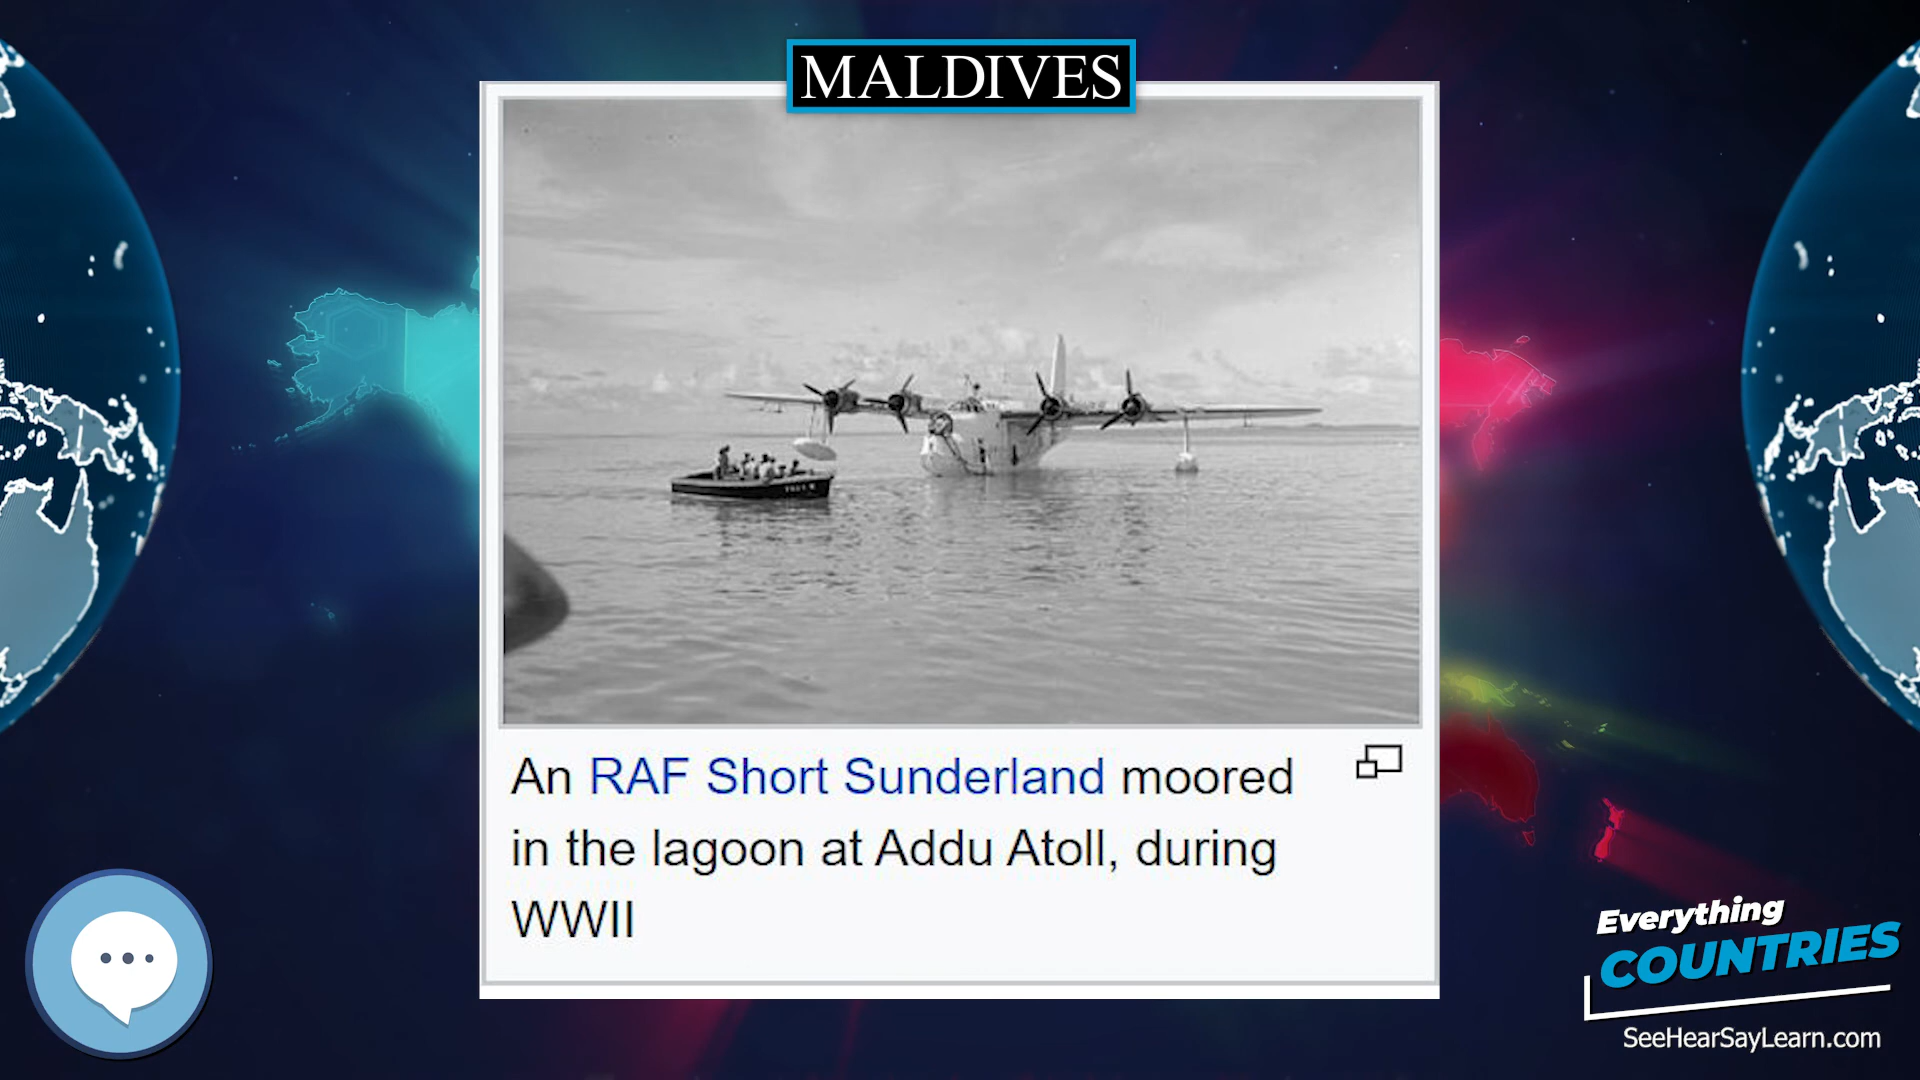 MALDIVES
An RAF Short Sunderland moored
in the lagoon at Addu Atoll, during
WWII
Everything
COUNTRIES
SeeHearSayLearn.com